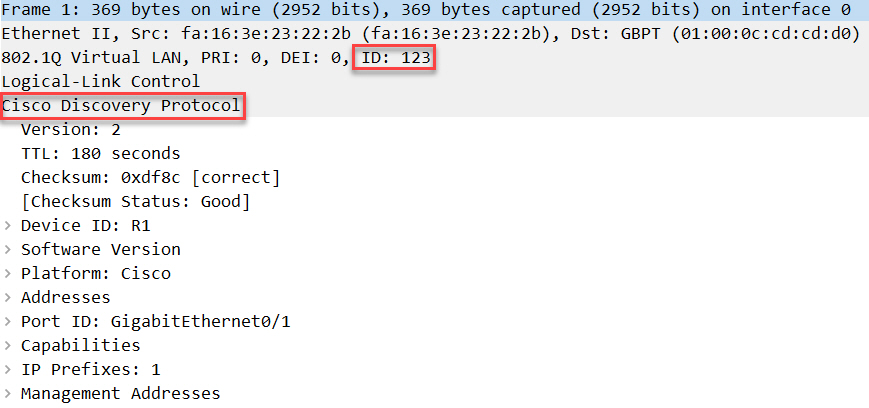 Frame 1: 369 bytes on wire (2952 bits), 369 bytes captured (2952 bits) on interface 0
Ethernet II, Src: fa:16:3e:23:22:2b (fa:16:3e:23:22:2b), Dst: GBPT (01:00:0c:cd:cd:d0)
802.1Q Virtual LAN, PRI: 0, DEI: 0, ID: 123
Logical-Link Control
Cisco Discovery Protocol
Version: 2
TTL: 180 seconds
Checksum: 0xdf8c [correct]
[Checksum Status: Good]
Device ID: R1
Software Version
Platform: Cisco
Addresses
Port ID: GigabitEthernet0/1
Capabilities
IP Prefixes: 1
Management Addresses